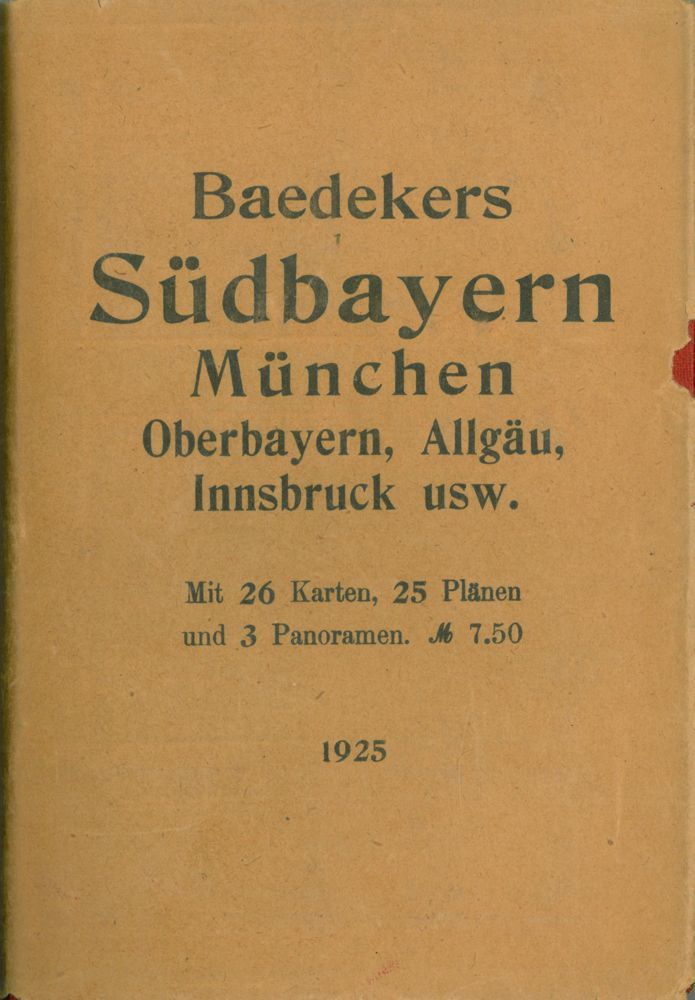 Baedekers
Südbayern
München
Oberbayern, Allgäu,
Innsbruck usw.
Mit 26 Karten, 25 Plänen
und 3 Panoramen. ℳ 7.50
1925